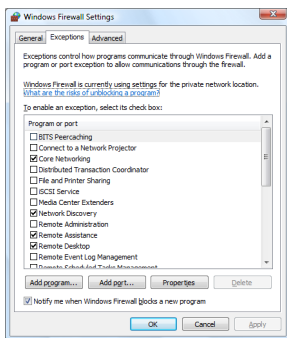 Windows Firewall Settings
General Exceptions Advanced
Exceptions control how programs communicate through Windows Firewall. Add a
program or port exception to allow communications through the firewall.
Windows Firewall is currently using settings for the private network location.
What are the risks of unblocking a program?
To enable an exception, select its check box:
Program or port
BITS Peercaching
Connect to a Network Projector
Core Networking
Distributed Transaction Coordinator
File and Printer Sharing
iSCSI Service
Media Center Extenders
Network Discovery
Remote Administration
Remote Assistance
Remote Desktop
Remote Event Log Management
Remote Scheduled Tasks Management
Add program... Add port... Properties Delete
Notify me when Windows Firewall blocks a new program
OK Cancel Apply